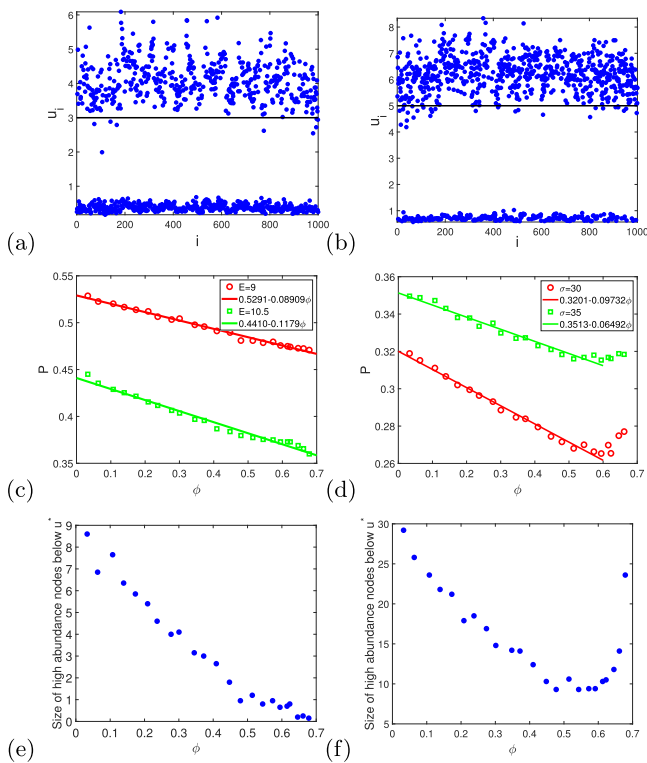 6
5
4
3
2
1
0 200 400 600 800 1000
u_i
i
(a)
8
7
6
5
4
3
2
1
0 200 400 600 800 1000
u_i
i
(b)
0.55
0.5
0.45
0.4
0.35
0 0.1 0.2 0.3 0.4 0.5 0.6 0.7
P
ϕ
E=9
0.5291-0.08909ϕ
E=10.5
0.4410-0.1179ϕ
(c)
0.36
0.34
0.32
0.3
0.28
0.26
0 0.1 0.2 0.3 0.4 0.5 0.6 0.7
P
ϕ
σ=30
0.3201-0.09732ϕ
σ=35
0.3513-0.06492ϕ
(d)
9
8
7
6
5
4
3
2
1
0
0 0.1 0.2 0.3 0.4 0.5 0.6 0.7
Size of high abundance nodes below u*
ϕ
(e)
30
25
20
15
10
5
0 0.1 0.2 0.3 0.4 0.5 0.6 0.7
Size of high abundance nodes below u*
ϕ
(f)